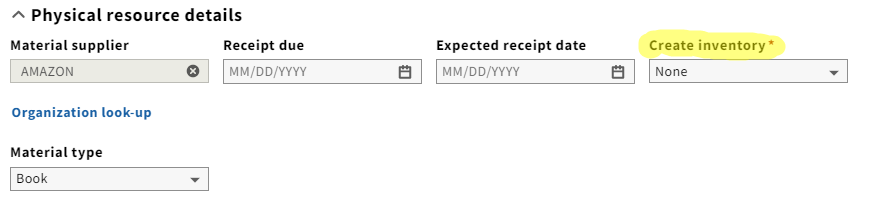 Physical resource details
Material supplier Receipt due Expected receipt date Create inventory *
AMAZON MM/DD/YYYY MM/DD/YYYY None
Organization look-up
Material type
Book